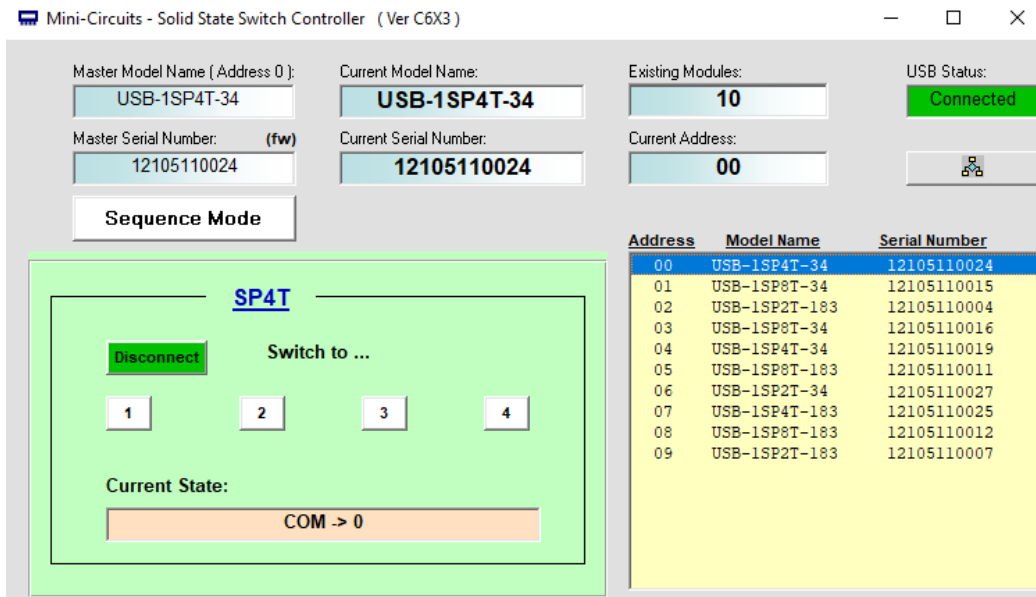 Mini-Circuits - Solid State Switch Controller ( Ver C6X3 )
Master Model Name ( Address 0 ): Current Model Name: Existing Modules: USB Status:
USB-1SP4T-34 USB-1SP4T-34 10 Connected
Master Serial Number: (fw) Current Serial Number: Current Address:
12105110024 12105110024 00
Sequence Mode
SP4T
Disconnect Switch to ...
1 2 3 4
Current State:
COM -> 0
Address Model Name Serial Number
00 USB-1SP4T-34 12105110024
01 USB-1SP8T-34 12105110015
02 USB-1SP2T-183 12105110004
03 USB-1SP8T-34 12105110016
04 USB-1SP4T-34 12105110019
05 USB-1SP8T-183 12105110011
06 USB-1SP2T-34 12105110027
07 USB-1SP4T-183 12105110025
08 USB-1SP8T-183 12105110012
09 USB-1SP2T-183 12105110007